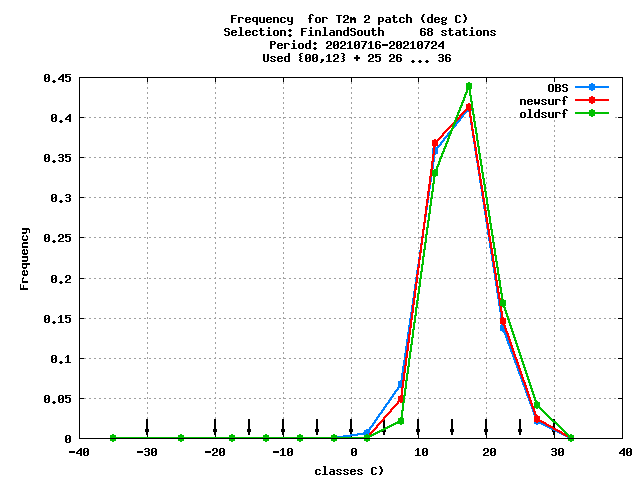 Frequency  for T2m 2 patch (deg C)
Selection: FinlandSouth     68 stations
Period: 20210716-20210724
Used {00,12} + 25 26 ... 36
OBS
newsurf
oldsurf
0.45
0.4
0.35
0.3
0.25
0.2
0.15
0.1
0.05
0
Frequency
-40 -30 -20 -10 0 10 20 30 40
classes C)